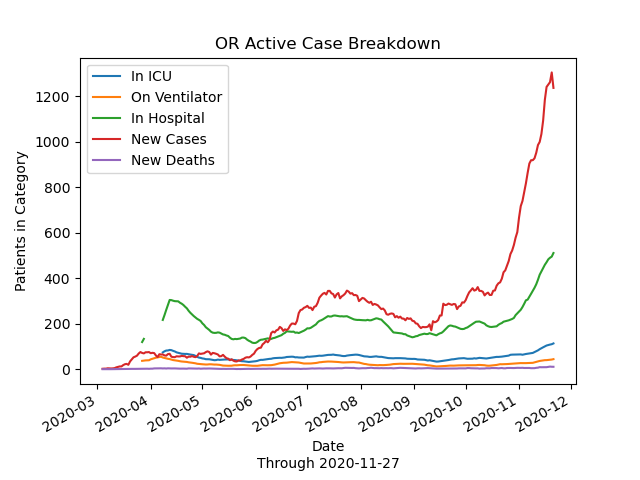 OR Active Case Breakdown
In ICU
On Ventilator
In Hospital
New Cases
New Deaths
Patients in Category
1200
1000
800
600
400
200
0
2020-03
2020-04
2020-05
2020-06
2020-07
2020-08
2020-09
2020-10
2020-11
2020-12
Date
Through 2020-11-27